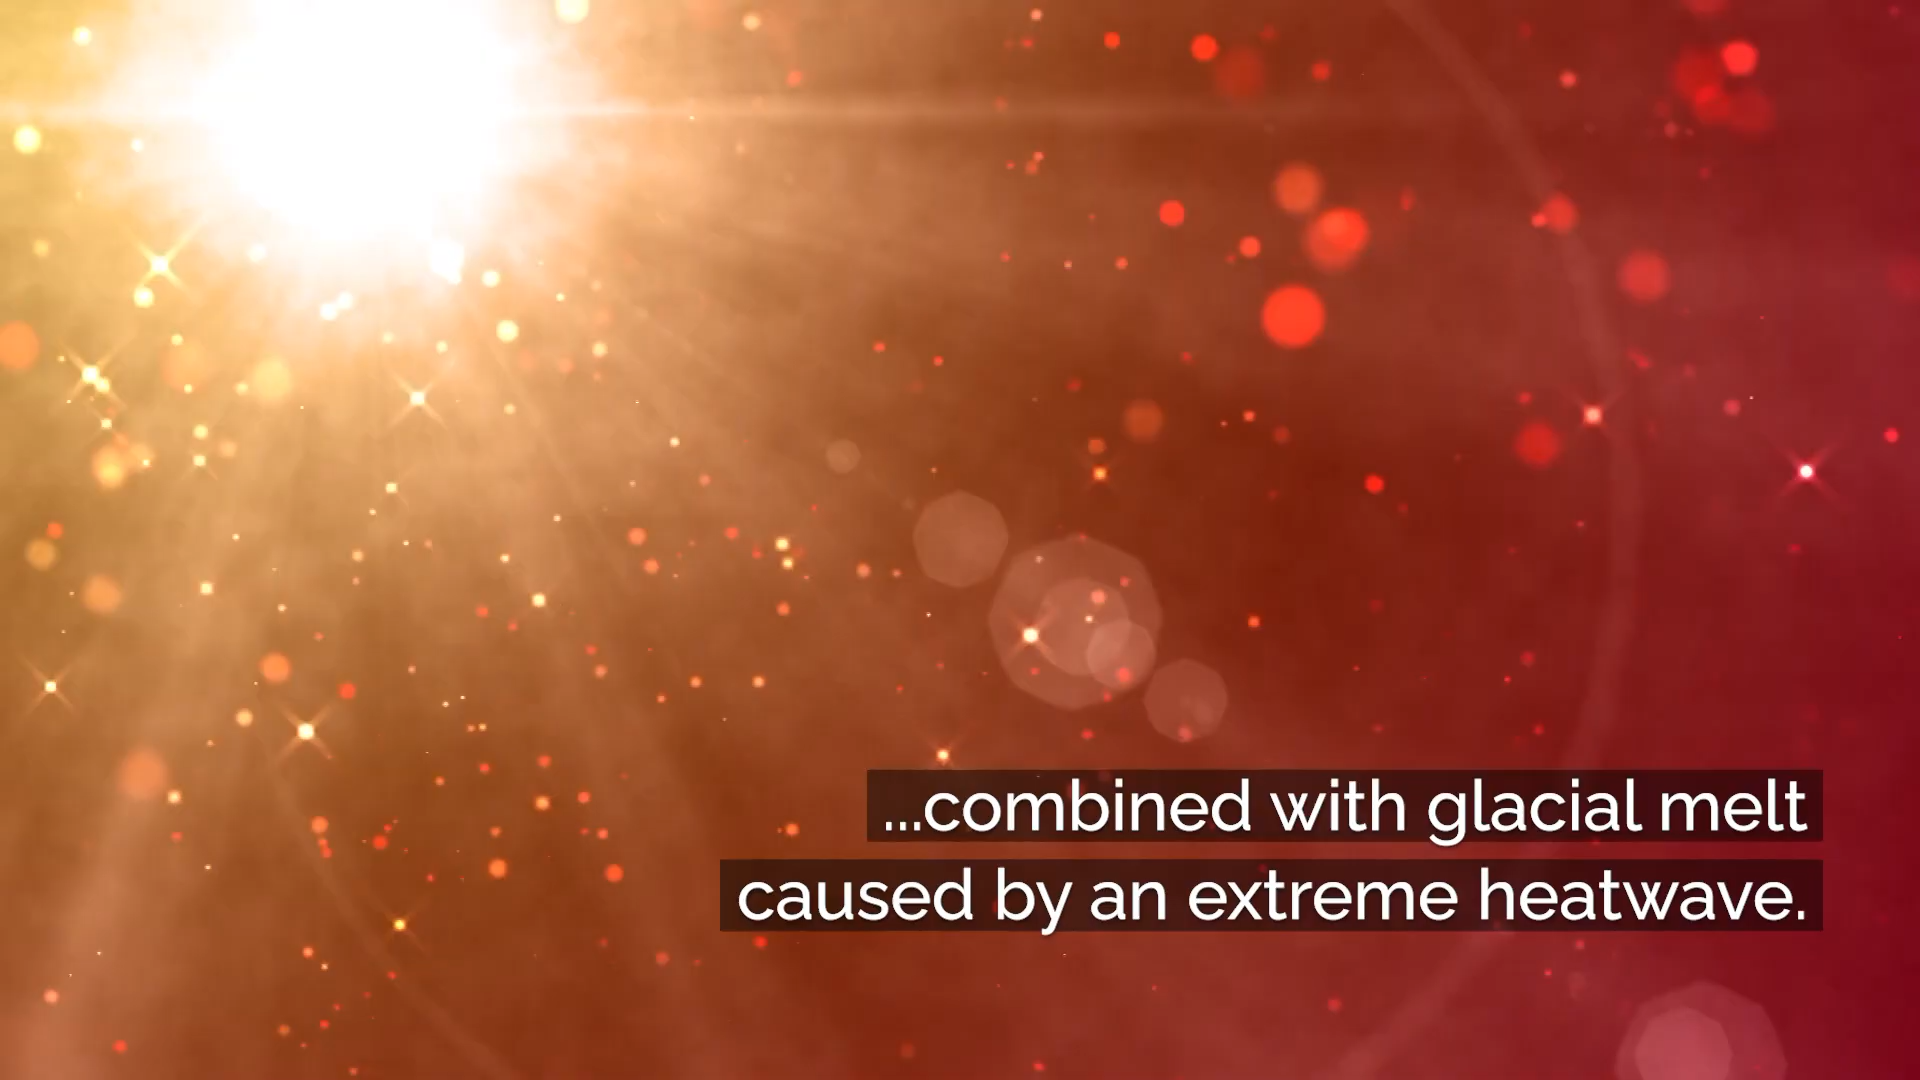 ...combined with glacial melt
caused by an extreme heatwave.